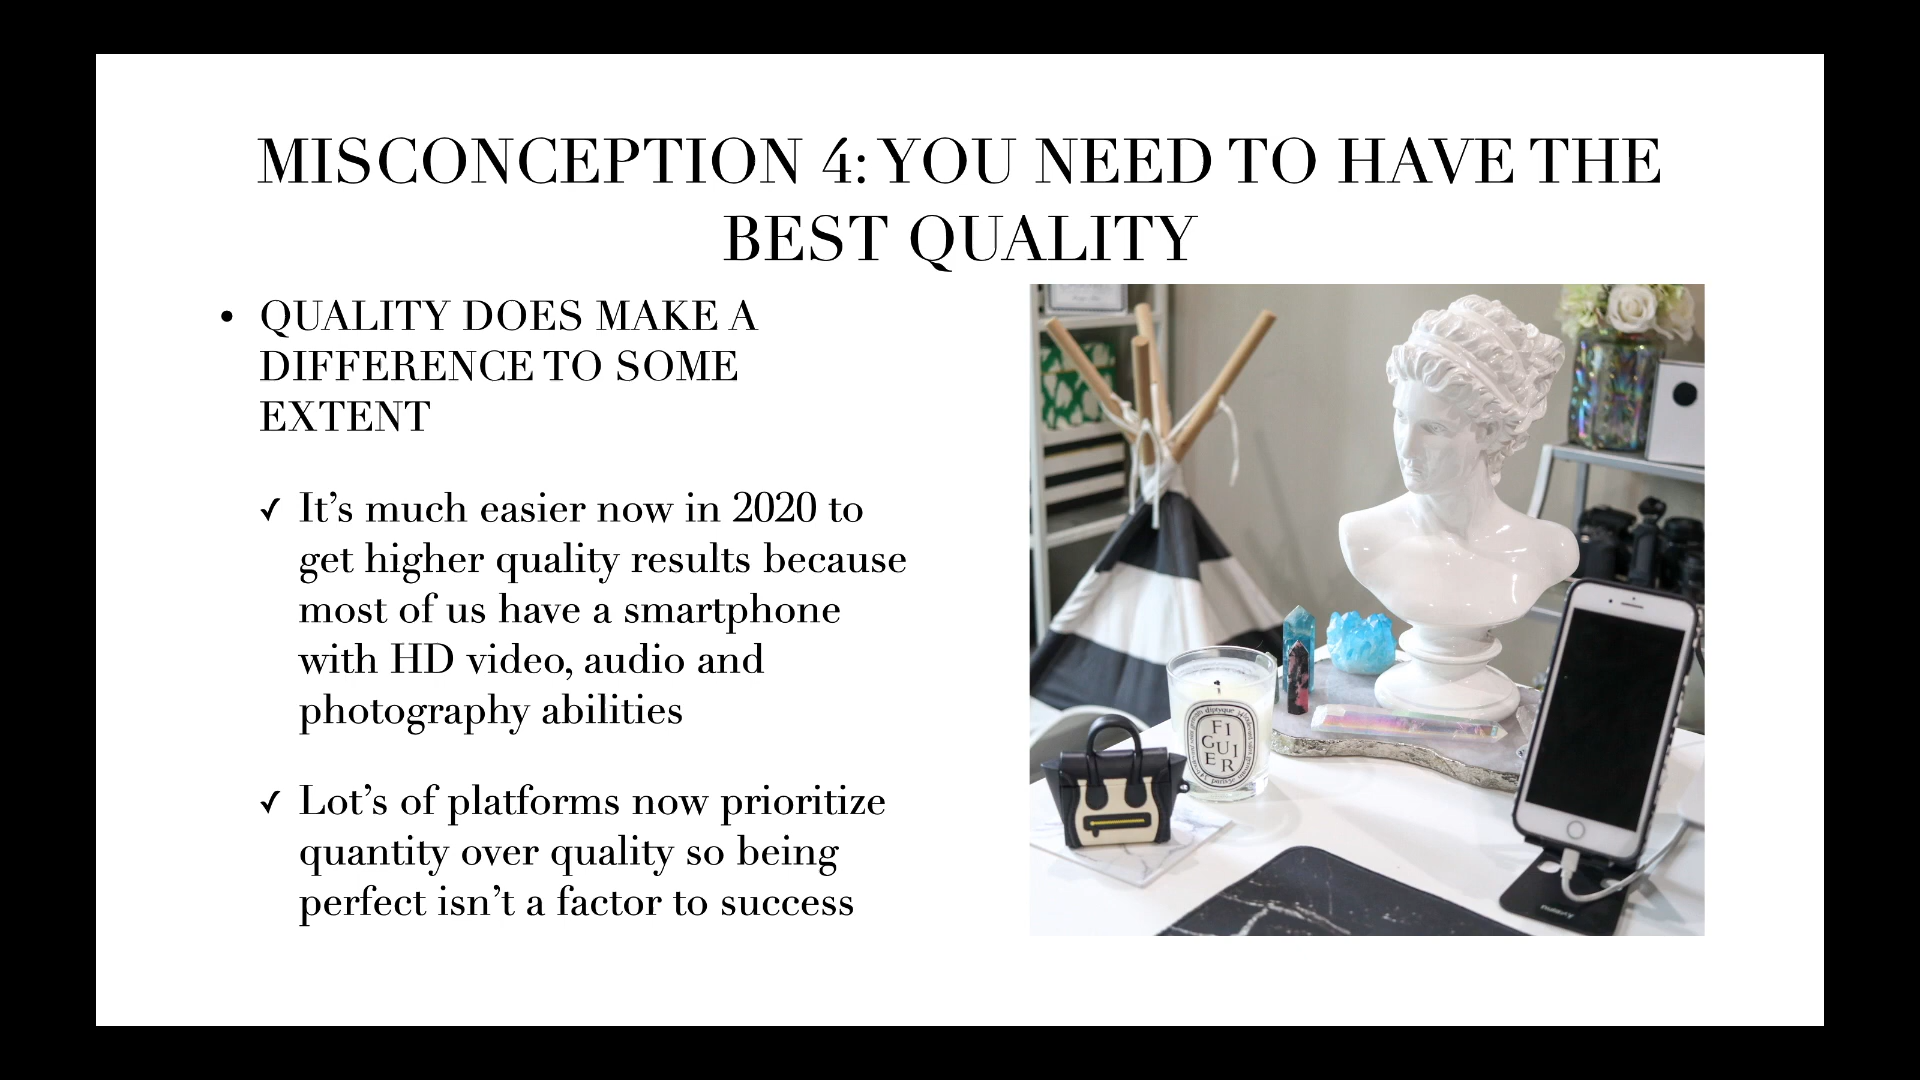 MISCONCEPTION 4: YOU NEED TO HAVE THE
BEST QUALITY
• QUALITY DOES MAKE A
DIFFERENCE TO SOME
EXTENT
✓ It’s much easier now in 2020 to
get higher quality results because
most of us have a smartphone
with HD video, audio and
photography abilities
✓ Lot’s of platforms now prioritize
quantity over quality so being
perfect isn’t a factor to success
diptyque
FI
GUI
ER